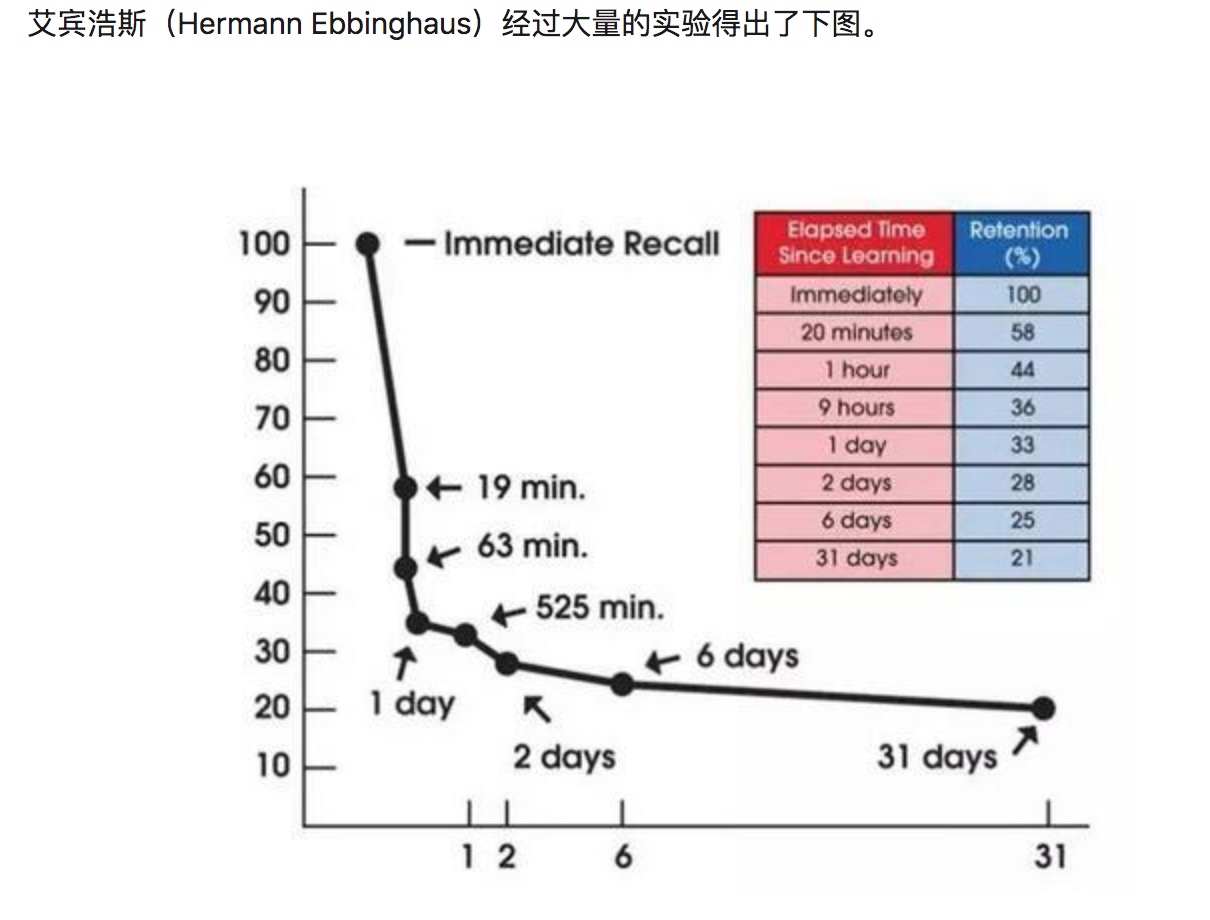 艾宾浩斯（Hermann Ebbinghaus）经过大量的实验得出了下图。
100
— Immediate Recall
90
80
70
60
50
40
30
20
10
19 min.
63 min.
525 min.
1 day
2 days
6 days
31 days
1 2 6 31
Elapsed Time
Since Learning
Retention
(%)
Immediately 100
20 minutes 58
1 hour 44
9 hours 36
1 day 33
2 days 28
6 days 25
31 days 21